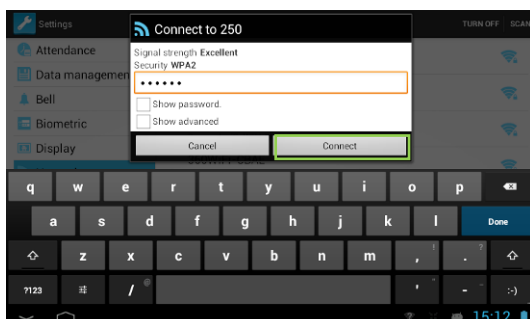 Settings
TURN OFF SCAN
Connect to 250
Attendance
Signal strength Excellent
Security WPA2
Data managemen
••••••
Bell
Show password.
Biometric
Show advanced
Display
Cancel Connect
q w e r t y u i o p
a s d f g h j k l Done
z x c v b n m , ! . ?
?123 / @ ' " - _ :-)
15:12